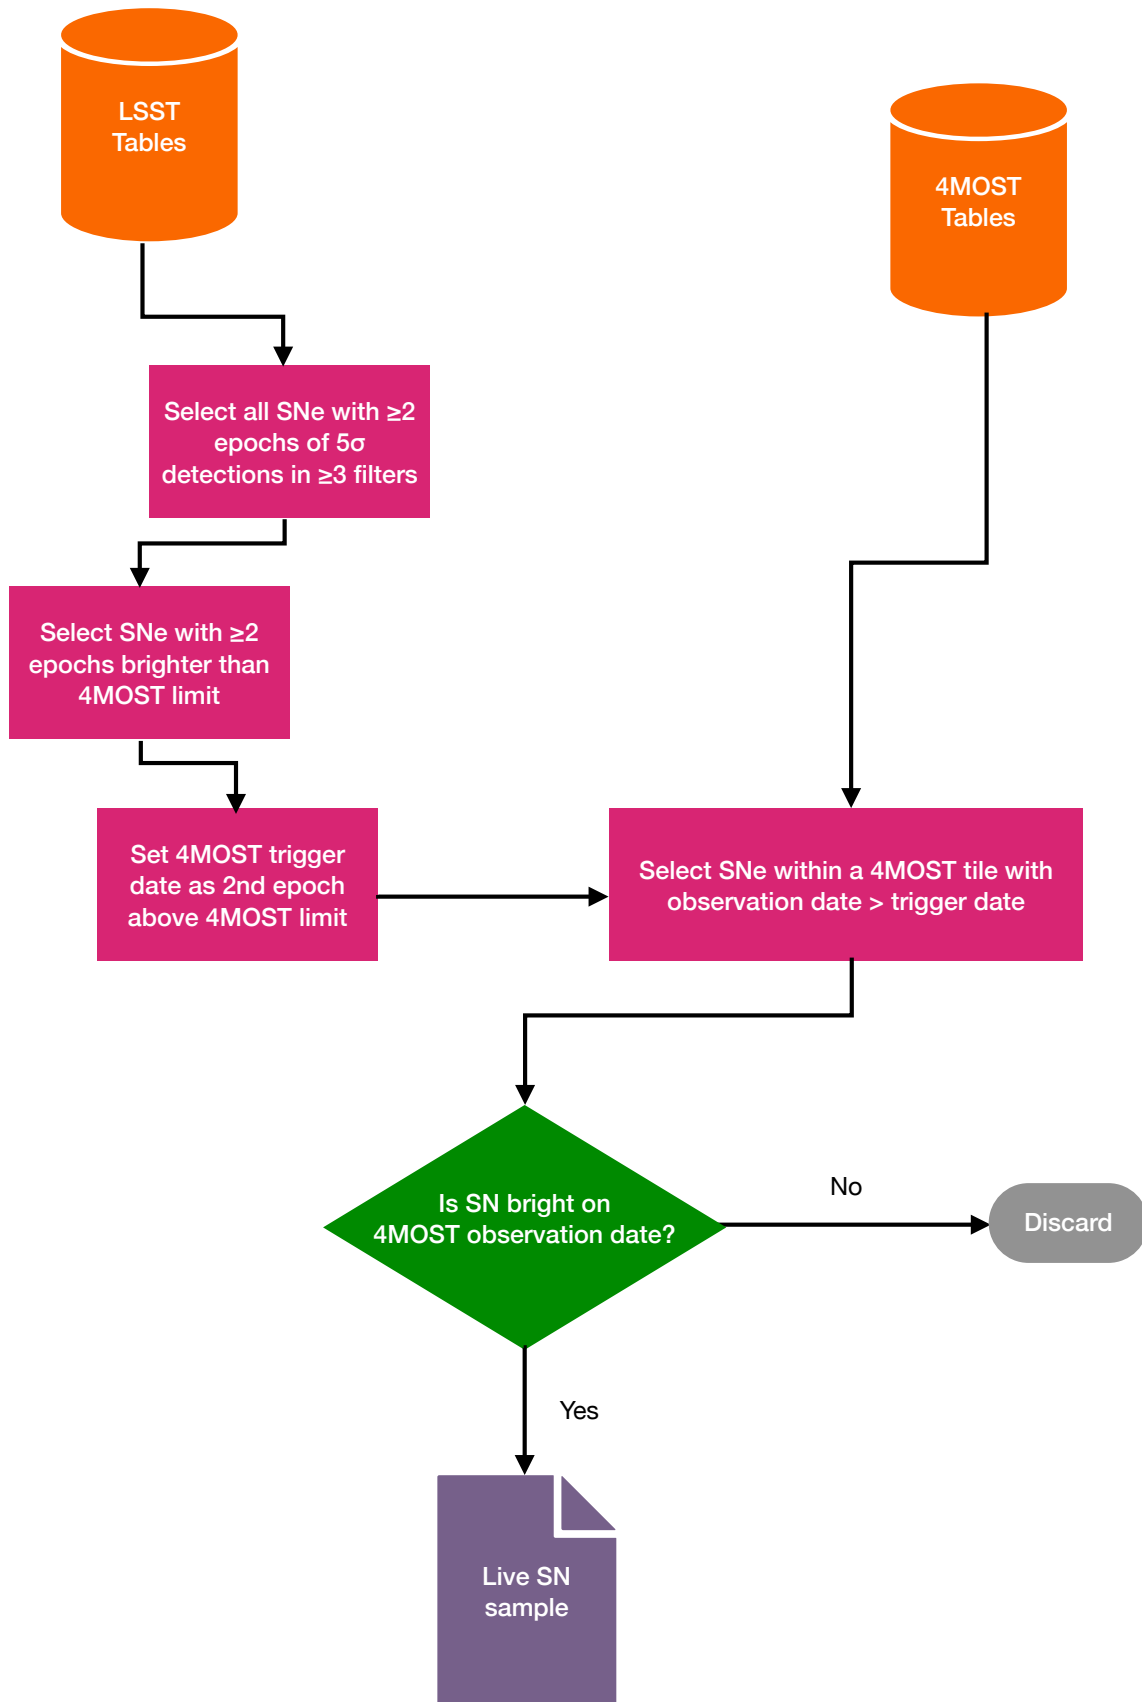 LSST
Tables
4MOST
Tables
Select all SNe with ≥2
epochs of 5σ
detections in ≥3 filters
Select SNe with ≥2
epochs brighter than
4MOST limit
Set 4MOST trigger
date as 2nd epoch
above 4MOST limit
Select SNe within a 4MOST tile with
observation date > trigger date
Is SN bright on
4MOST observation date?
No
Discard
Yes
Live SN
sample